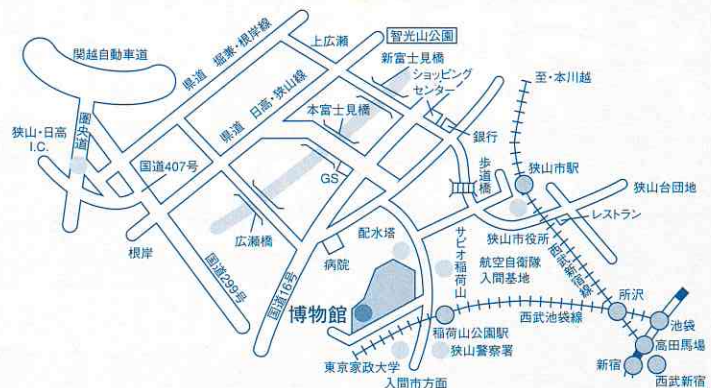 関越自動車道
圏央道
狭山・日高
I.C.
県道 堀兼・根岸線
上広瀬
智光山公園
新富士見橋
ショッピング
センター
県道 日高・狭山線
本富士見橋
至・本川越
銀行
国道407号
GS
歩道橋
狭山市駅
狭山台団地
レストラン
狭山市役所
根岸
広瀬橋
配水塔
サビオ稲荷山
航空自衛隊
入間基地
西武新宿線
国道299号
国道16号
病院
博物館
稲荷山公園駅
西武池袋線
所沢
池袋
高田馬場
新宿
西武新宿
狭山警察署
東京家政大学
入間市方面